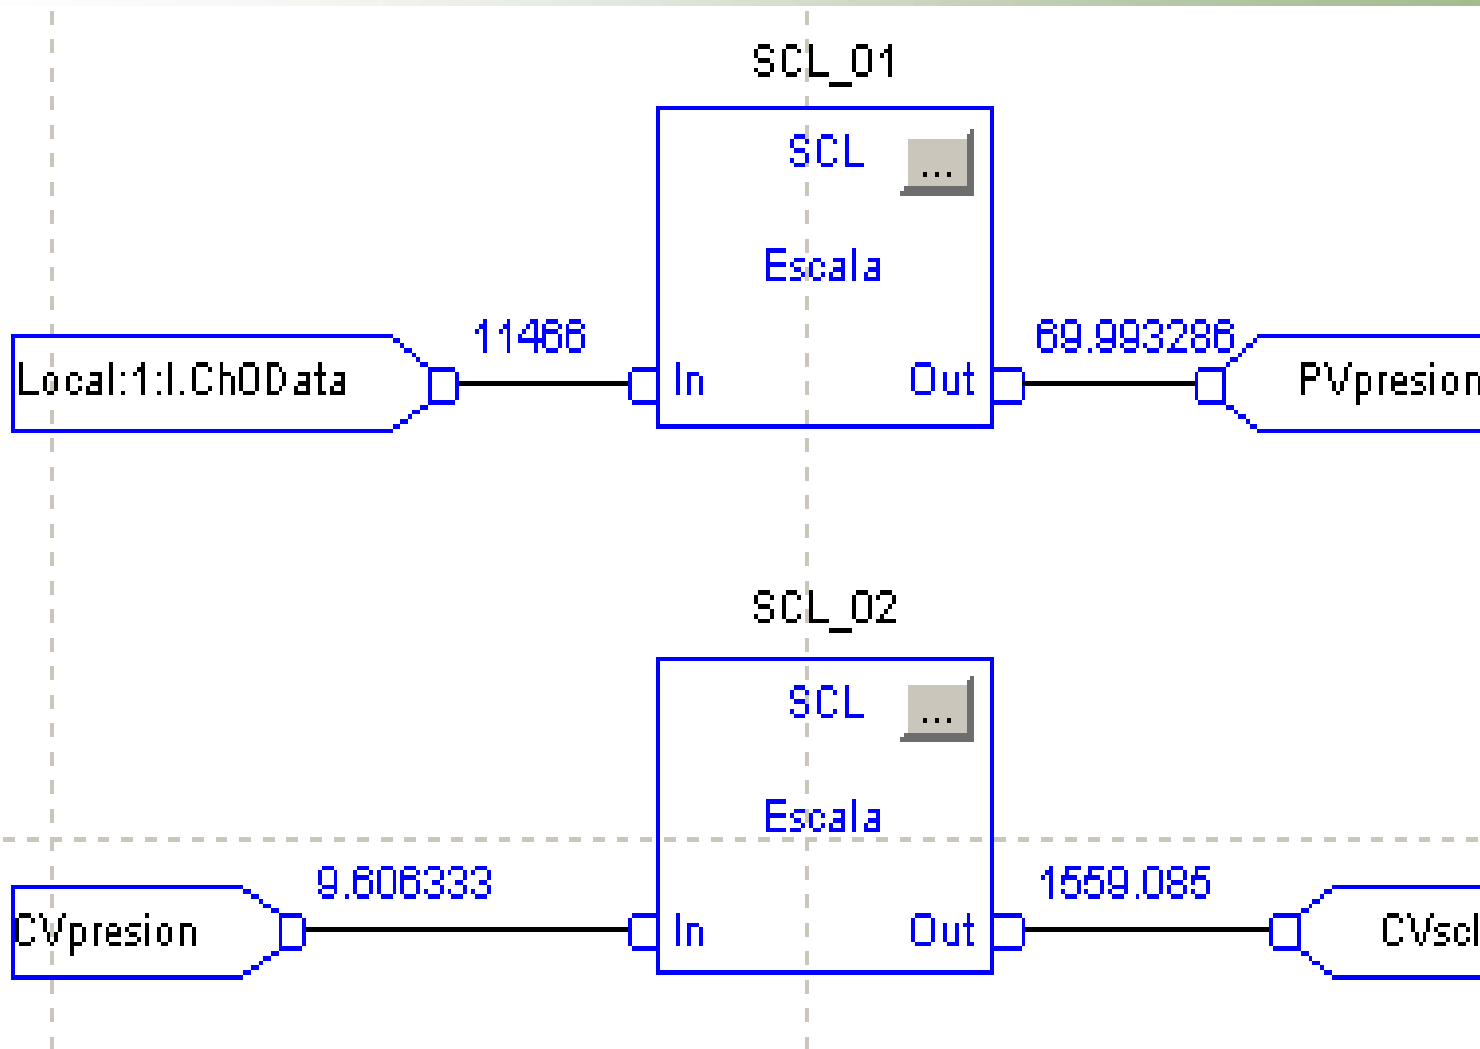 SCL_01
SCL ...
Escala
11466
69.993286
Local:1:I.Ch0Data
In
Out
PVpresion
SCL_02
SCL ...
Escala
9.606333
1559.085
CVpresion
In
Out
CVscl